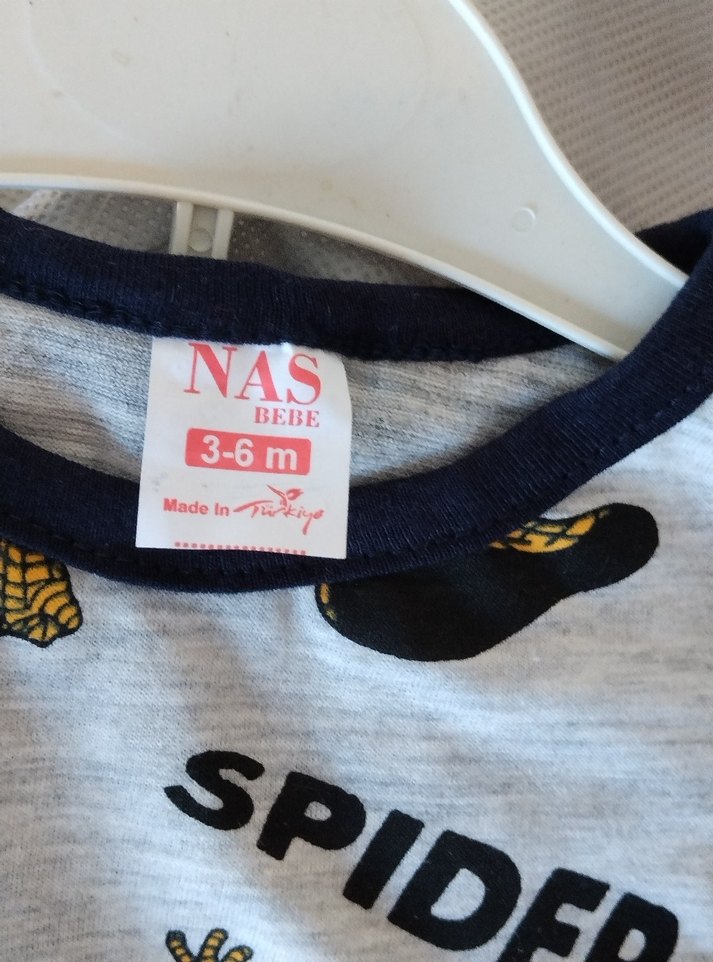 NAS
BEBE
3-6 m
Made In Türkiye
SPIDER